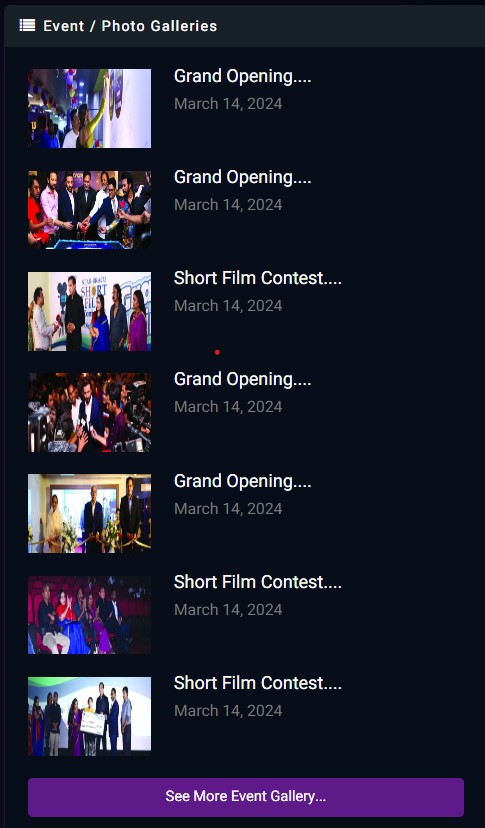 Event / Photo Galleries
Grand Opening....
March 14, 2024
Grand Opening....
March 14, 2024
SHORT
FILM
Short Film Contest....
March 14, 2024
Grand Opening....
March 14, 2024
Grand Opening....
March 14, 2024
Short Film Contest....
March 14, 2024
Short Film Contest....
March 14, 2024
See More Event Gallery...